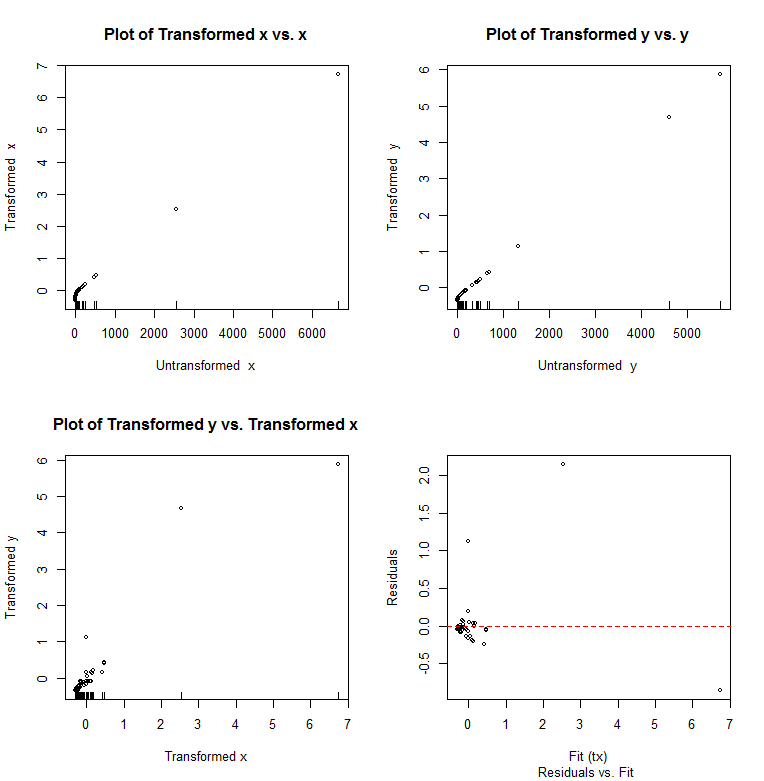 Plot of Transformed x vs. x
Transformed x
7
6
5
4
3
2
1
0
0 1000 2000 3000 4000 5000 6000
Untransformed x
Plot of Transformed y vs. y
Transformed y
6
5
4
3
2
1
0
0 1000 3000 5000
Untransformed y
Plot of Transformed y vs. Transformed x
Transformed y
6
5
4
3
2
1
0
0 1 2 3 4 5 6 7
Transformed x
Residuals
2.0
1.5
1.0
0.5
0.0
-0.5
0 1 2 3 4 5 6 7
Fit (tx)
Residuals vs. Fit